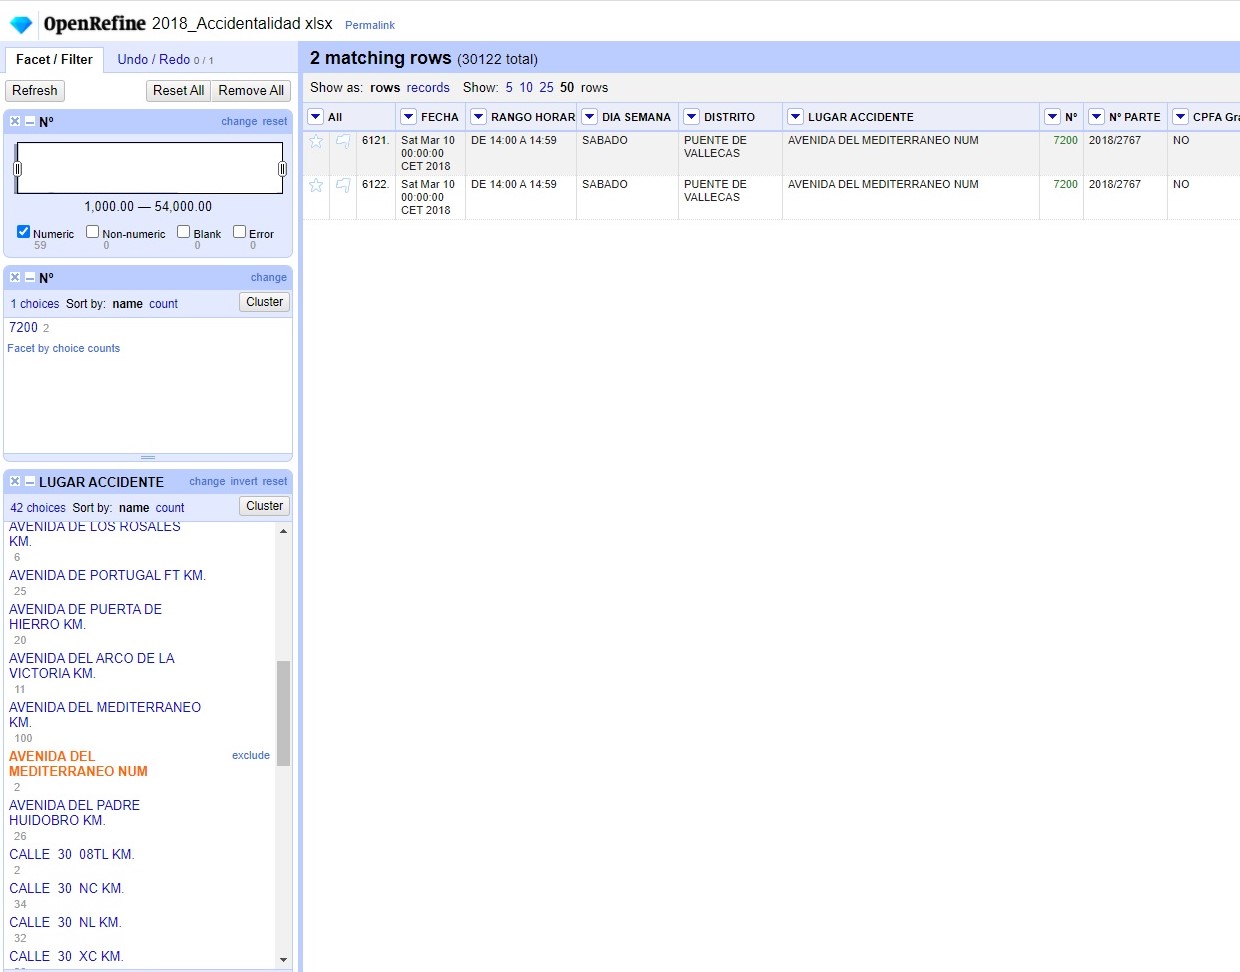 OpenRefine 2018_Accidentalidad xlsx Permalink
Facet / Filter Undo / Redo 0 / 1
Refresh Reset All Remove All
Nº change reset
1,000.00 — 54,000.00
Numeric Non-numeric Blank Error
59 0 0 0
Nº change
1 choices Sort by: name count Cluster
7200 2
Facet by choice counts
LUGAR ACCIDENTE change invert reset
42 choices Sort by: name count Cluster
AVENIDA DE LOS ROSALES
KM.
6
AVENIDA DE PORTUGAL FT KM.
25
AVENIDA DE PUERTA DE
HIERRO KM.
20
AVENIDA DEL ARCO DE LA
VICTORIA KM.
11
AVENIDA DEL MEDITERRANEO
KM.
100
AVENIDA DEL exclude
MEDITERRANEO NUM
2
AVENIDA DEL PADRE
HUIDOBRO KM.
26
CALLE 30 08TL KM.
2
CALLE 30 NC KM.
34
CALLE 30 NL KM.
32
CALLE 30 XC KM.
2 matching rows (30122 total)
Show as: rows records Show: 5 10 25 50 rows
All FECHA RANGO HORAR DIA SEMANA DISTRITO LUGAR ACCIDENTE Nº Nº PARTE CPFA Gra
6121. Sat Mar 10 DE 14:00 A 14:59 SABADO PUENTE DE AVENIDA DEL MEDITERRANEO NUM 7200 2018/2767 NO
00:00:00 VALLECAS
CET 2018
6122. Sat Mar 10 DE 14:00 A 14:59 SABADO PUENTE DE AVENIDA DEL MEDITERRANEO NUM 7200 2018/2767 NO
00:00:00 VALLECAS
CET 2018